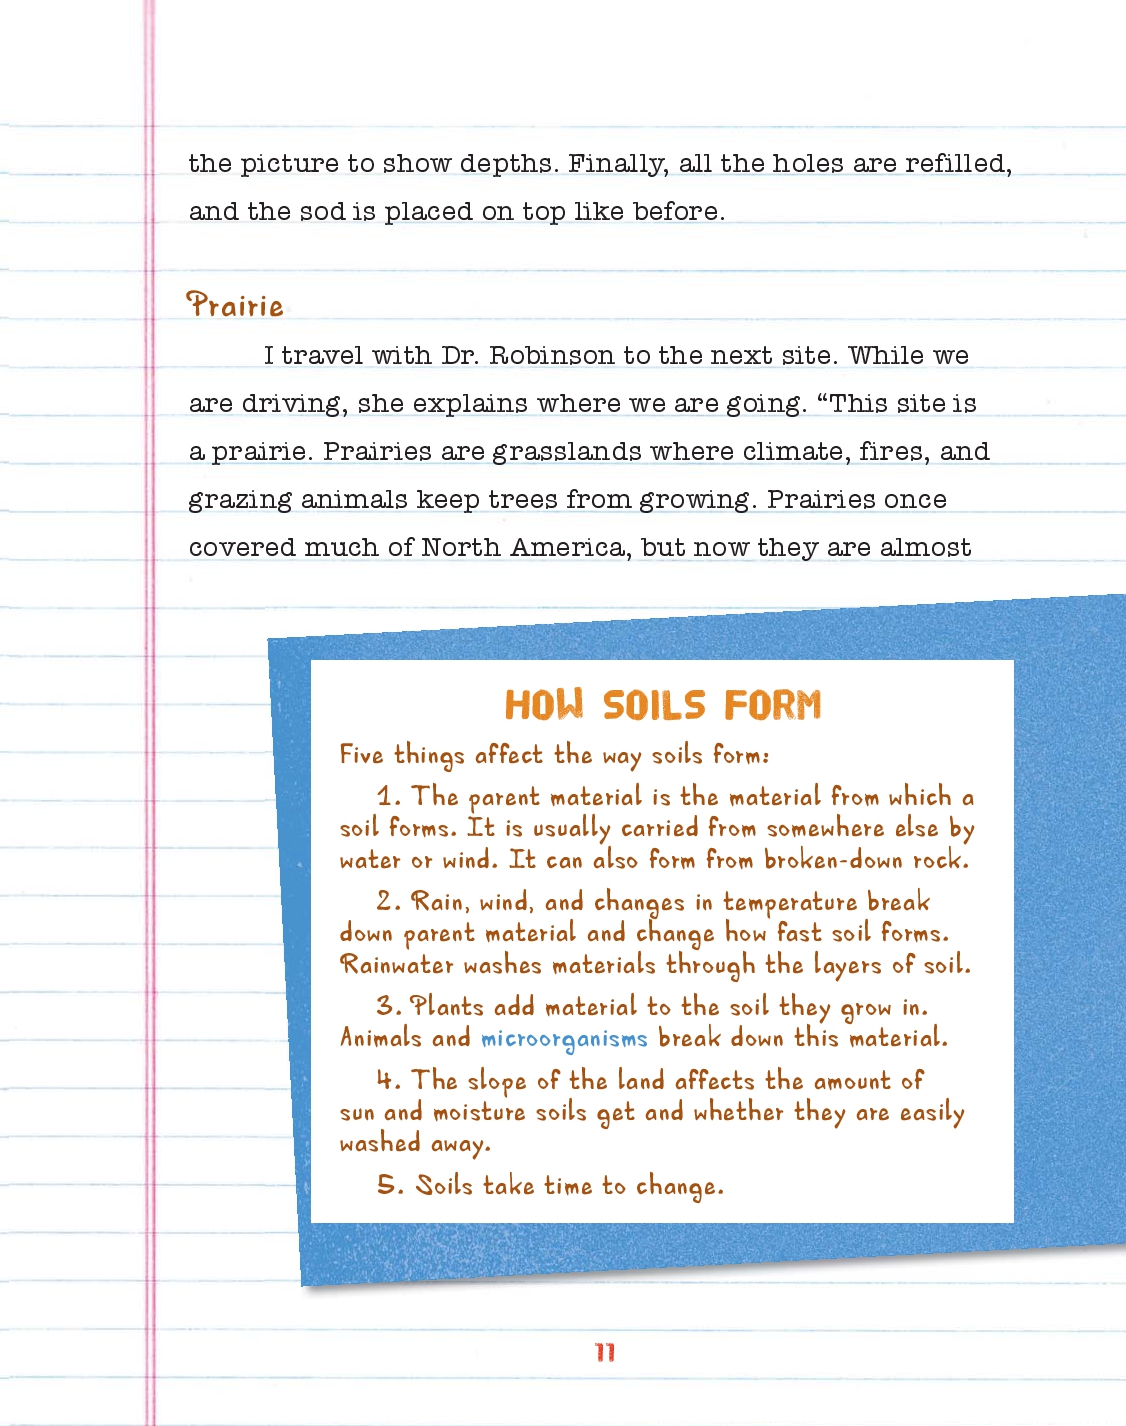 the picture to show depths. Finally, all the holes are refilled,
and the sod is placed on top like before.
Prairie
I travel with Dr. Robinson to the next site. While we
are driving, she explains where we are going. “This site is
a prairie. Prairies are grasslands where climate, fires, and
grazing animals keep trees from growing. Prairies once
covered much of North America, but now they are almost
HOW SOILS FORM
Five things affect the way soils form:
1. The parent material is the material from which a
soil forms. It is usually carried from somewhere else by
water or wind. It can also form from broken-down rock.
2. Rain, wind, and changes in temperature break
down parent material and change how fast soil forms.
Rainwater washes materials through the layers of soil.
3. Plants add material to the soil they grow in.
Animals and microorganisms break down this material.
4. The slope of the land affects the amount of
sun and moisture soils get and whether they are easily
washed away.
5. Soils take time to change.
11